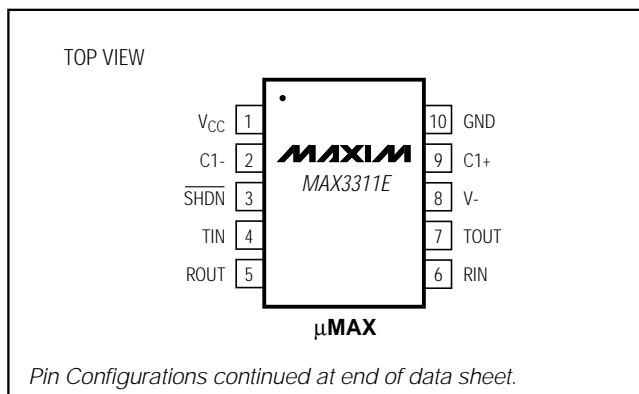 TOP VIEW
VCC 1 10 GND
C1- 2 MAXIM 9 C1+
SHDN 3 MAX3311E 8 V-
TIN 4 7 TOUT
ROUT 5 6 RIN
μMAX
Pin Configurations continued at end of data sheet.